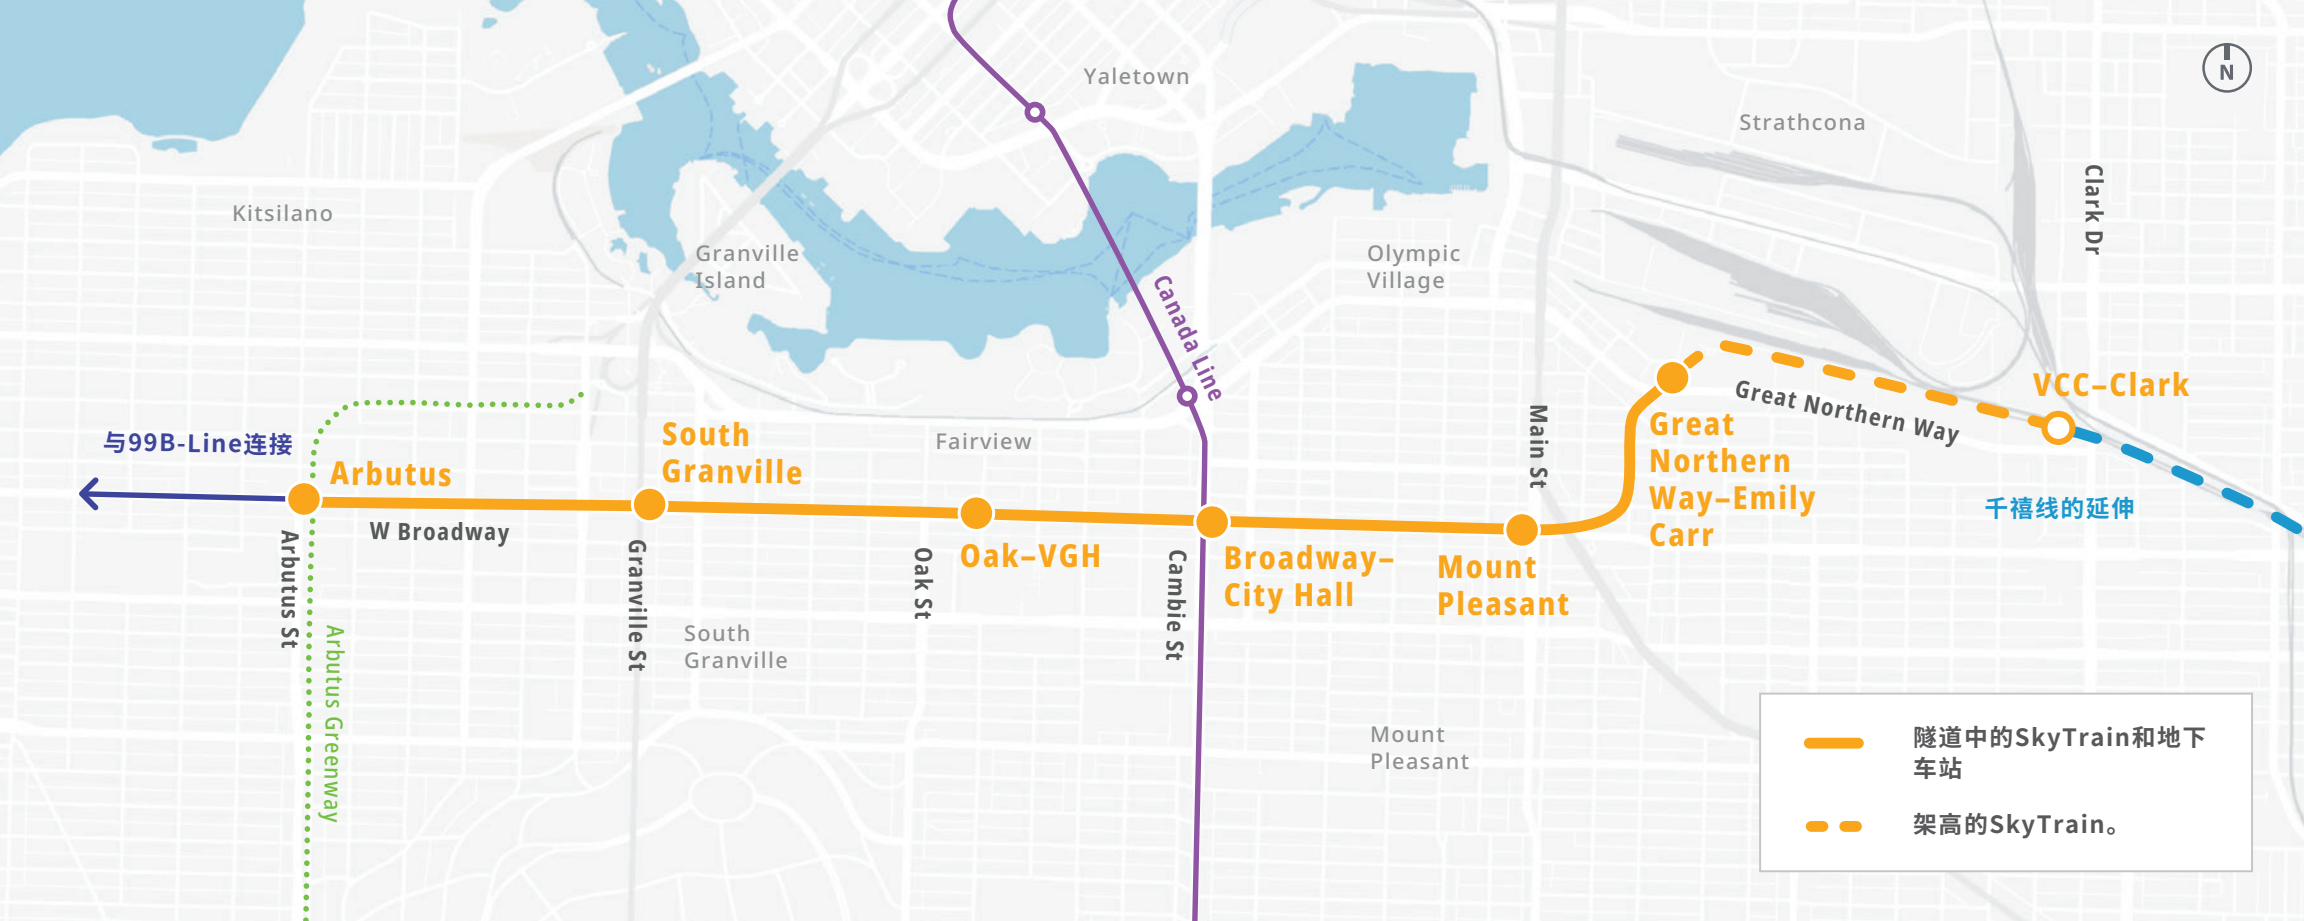 Yaletown
N
Strathcona
Clark Dr
Kitsilano
Granville
Island
Olympic
Village
Canada Line
VCC–Clark
Great Northern Way
Great
Northern
Way–Emily
Carr
Main St
South
Granville
与99B-Line连接
Arbutus
Fairview
千禧线的延伸
W Broadway
Arbutus St
Granville St
Oak St
Oak–VGH
Cambie St
Broadway–
City Hall
Mount
Pleasant
Arbutus Greenway
South
Granville
Mount
Pleasant
隧道中的SkyTrain和地下
车站
架高的SkyTrain。